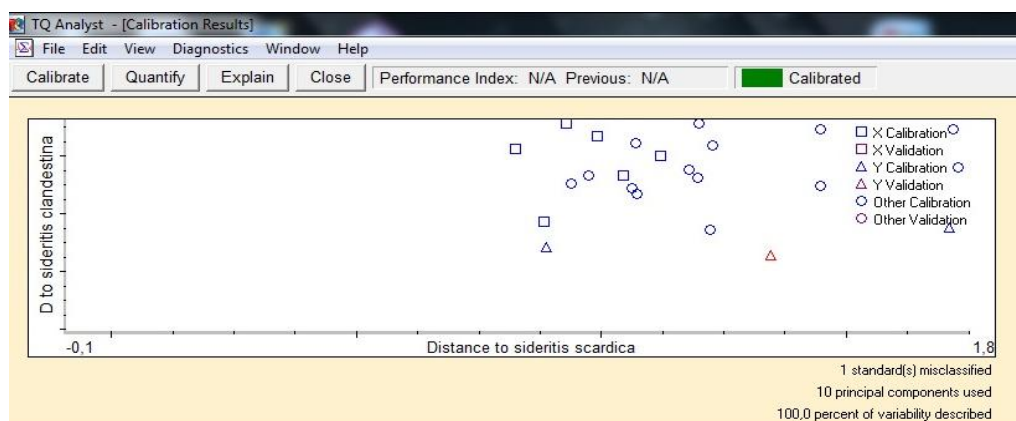 TQ Analyst - [Calibration Results]
File Edit View Diagnostics Window Help
Calibrate Quantify Explain Close Performance Index: N/A Previous: N/A Calibrated
D to sideritis clandestina
X Calibration
X Validation
Y Calibration
Y Validation
Other Calibration
Other Validation
-0,1 Distance to sideritis scardica 1,8
1 standard(s) misclassified
10 principal components used
100,0 percent of variability described